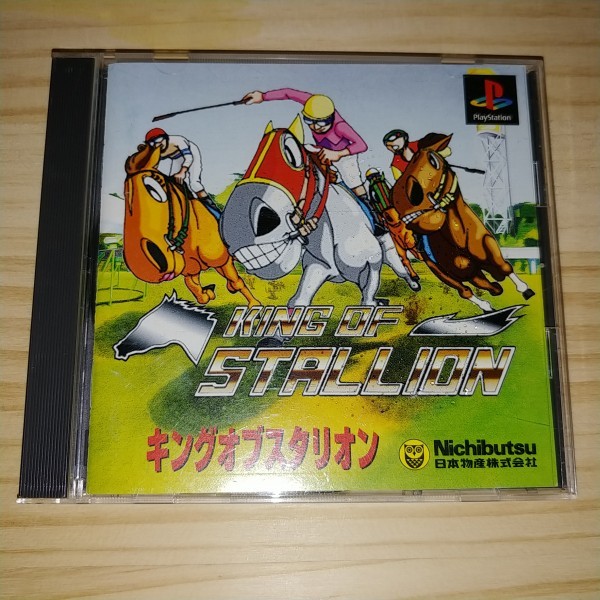 PlayStation
KING OF
STALLION
キングオブスタリオン
Nichibutsu
日本物産株式会社